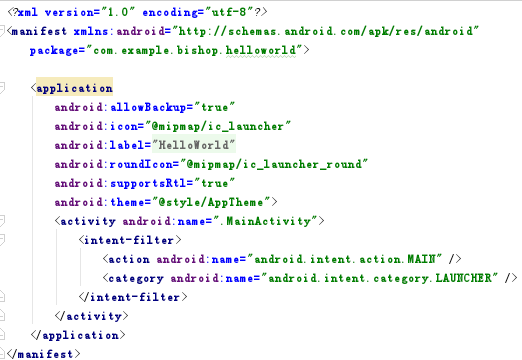 <?xml version="1.0" encoding="utf-8"?>
<manifest xmlns:android="http://schemas.android.com/apk/res/android"
package="com.example.bishop.helloworld">
<application
android:allowBackup="true"
android:icon="@mipmap/ic_launcher"
android:label="HelloWorld"
android:roundIcon="@mipmap/ic_launcher_round"
android:supportsRtl="true"
android:theme="@style/AppTheme">
<activity android:name=".MainActivity">
<intent-filter>
<action android:name="android.intent.action.MAIN" />
<category android:name="android.intent.category.LAUNCHER" />
</intent-filter>
</activity>
</application>
</manifest>